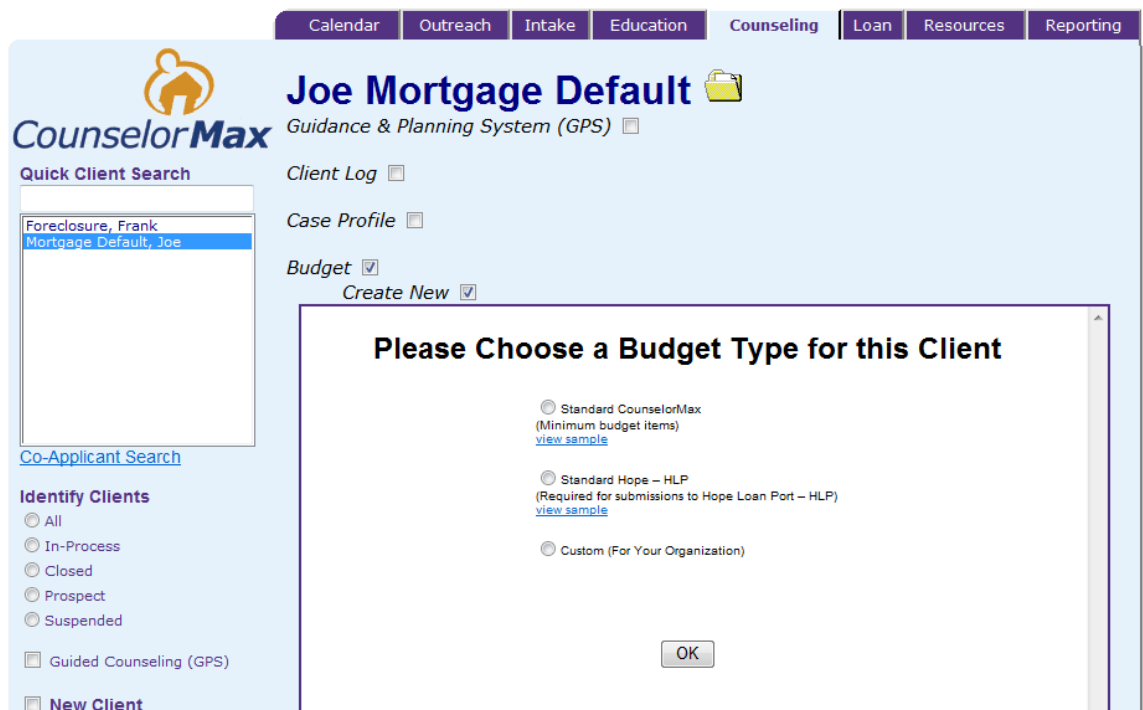 Calendar
Outreach
Intake
Education
Counseling
Loan
Resources
Reporting
CounselorMax
Quick Client Search
Foreclosure, Frank
Mortgage Default, Joe
Co-Applicant Search
Identify Clients
All
In-Process
Closed
Prospect
Suspended
Guided Counseling (GPS)
New Client
Joe Mortgage Default
Guidance & Planning System (GPS)
Client Log
Case Profile
Budget
Create New
Please Choose a Budget Type for this Client
Standard CounselorMax
(Minimum budget items)
view sample
Standard Hope – HLP
(Required for submissions to Hope Loan Port – HLP)
view sample
Custom (For Your Organization)
OK